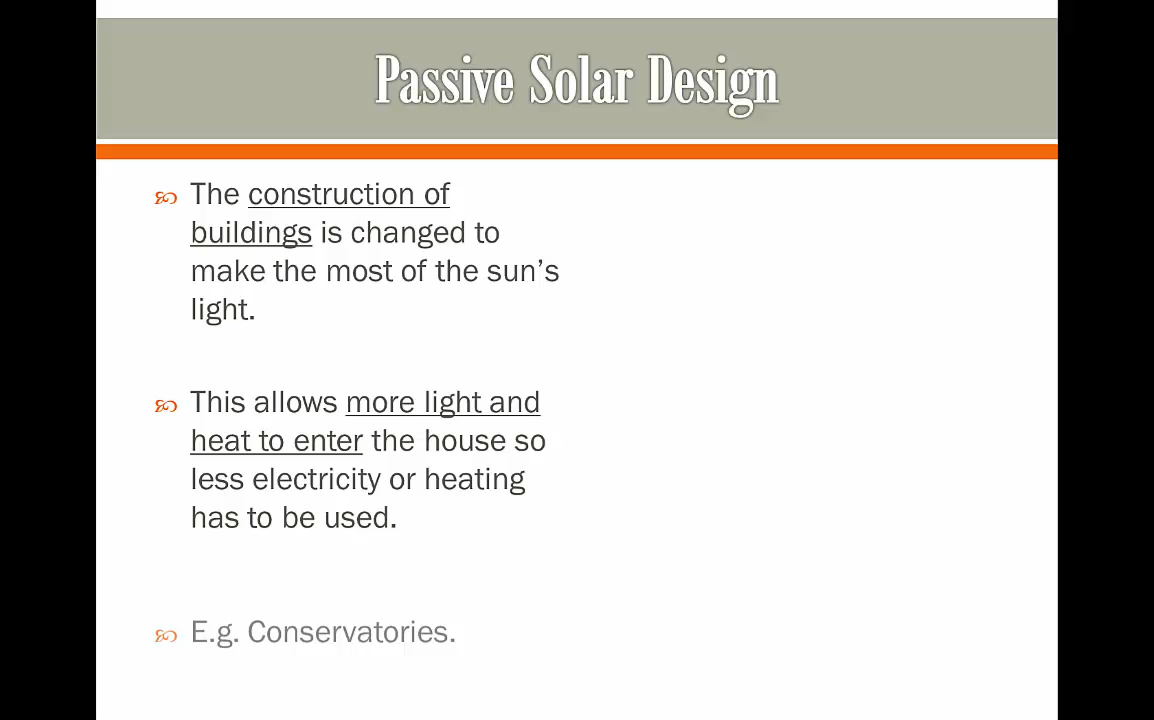 Passive Solar Design
The construction of
buildings is changed to
make the most of the sun’s
light.
This allows more light and
heat to enter the house so
less electricity or heating
has to be used.
E.g. Conservatories.